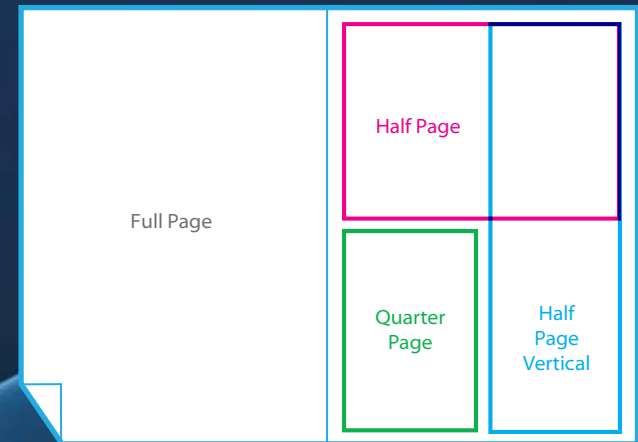 Full Page
Half Page
Quarter
Page
Half
Page
Vertical